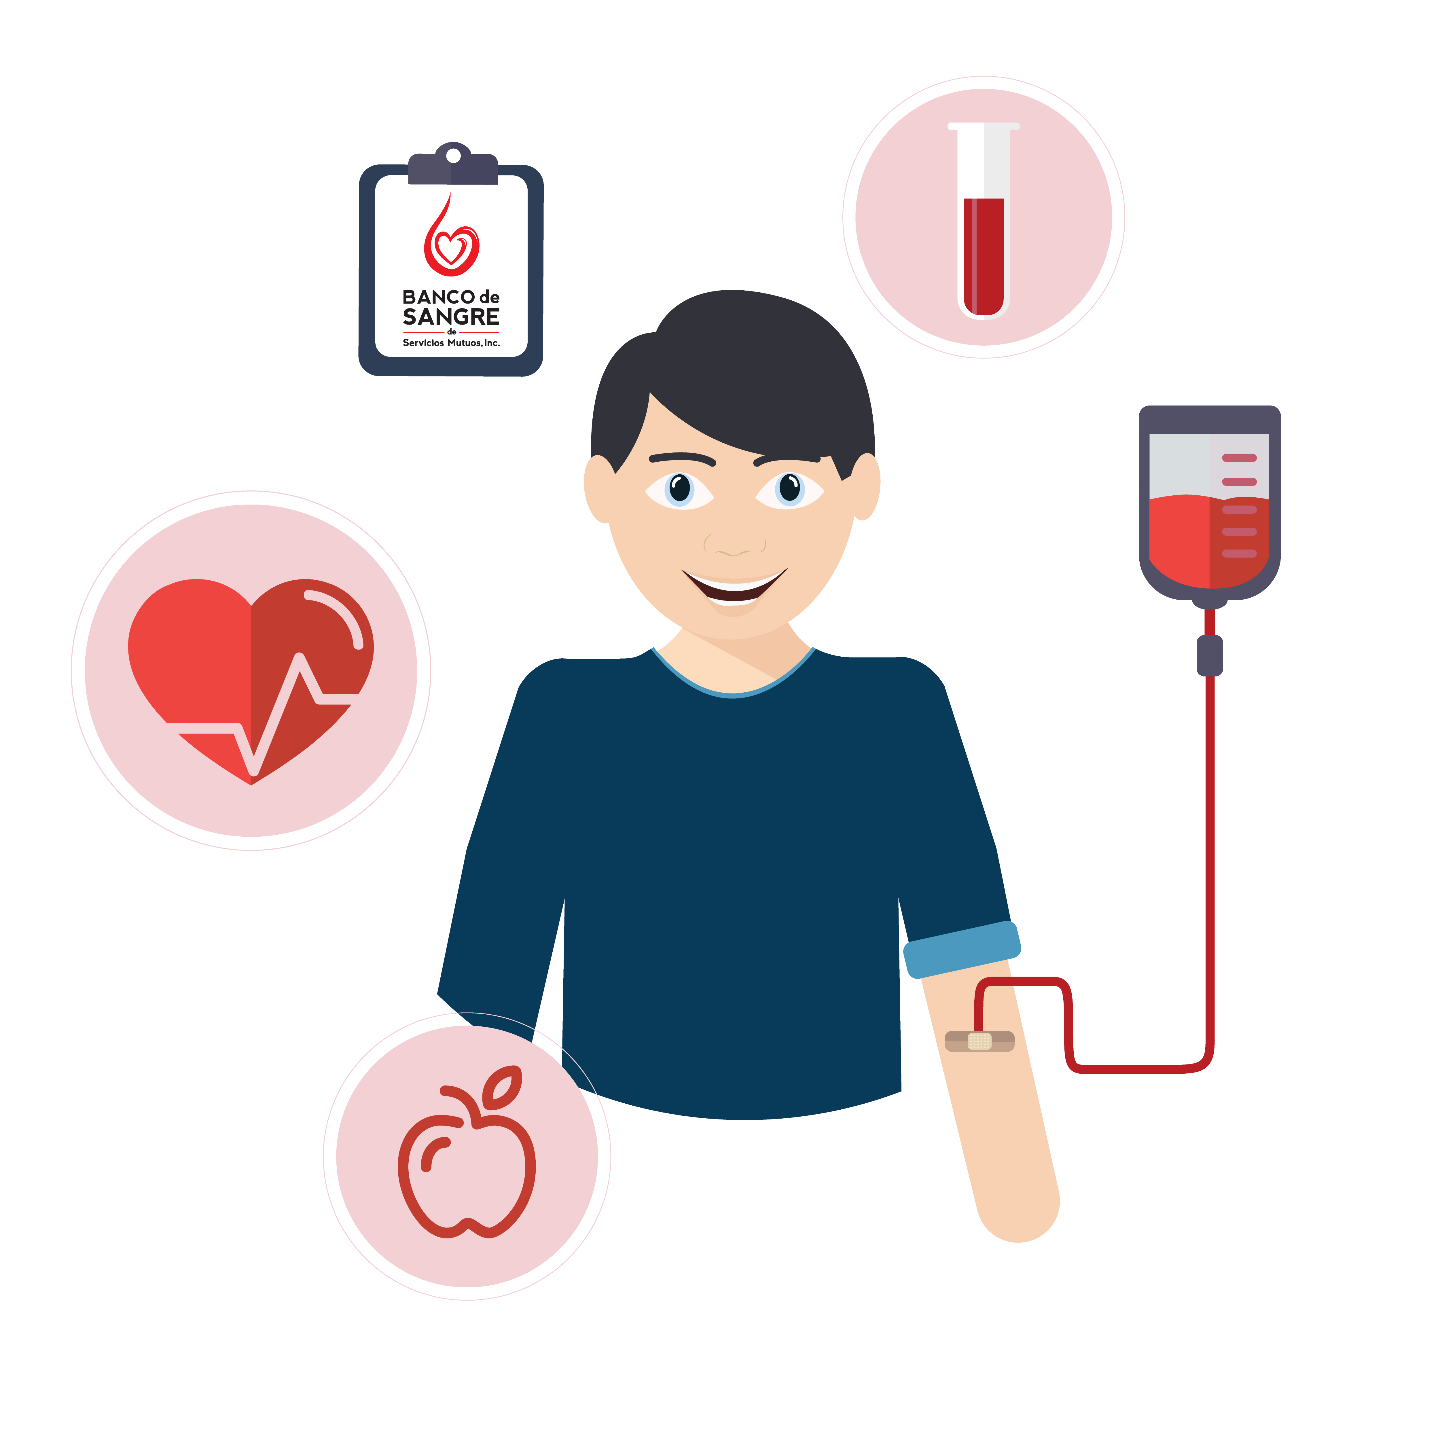 BANCO de
SANGRE
de
Servicios Mutuos, Inc.